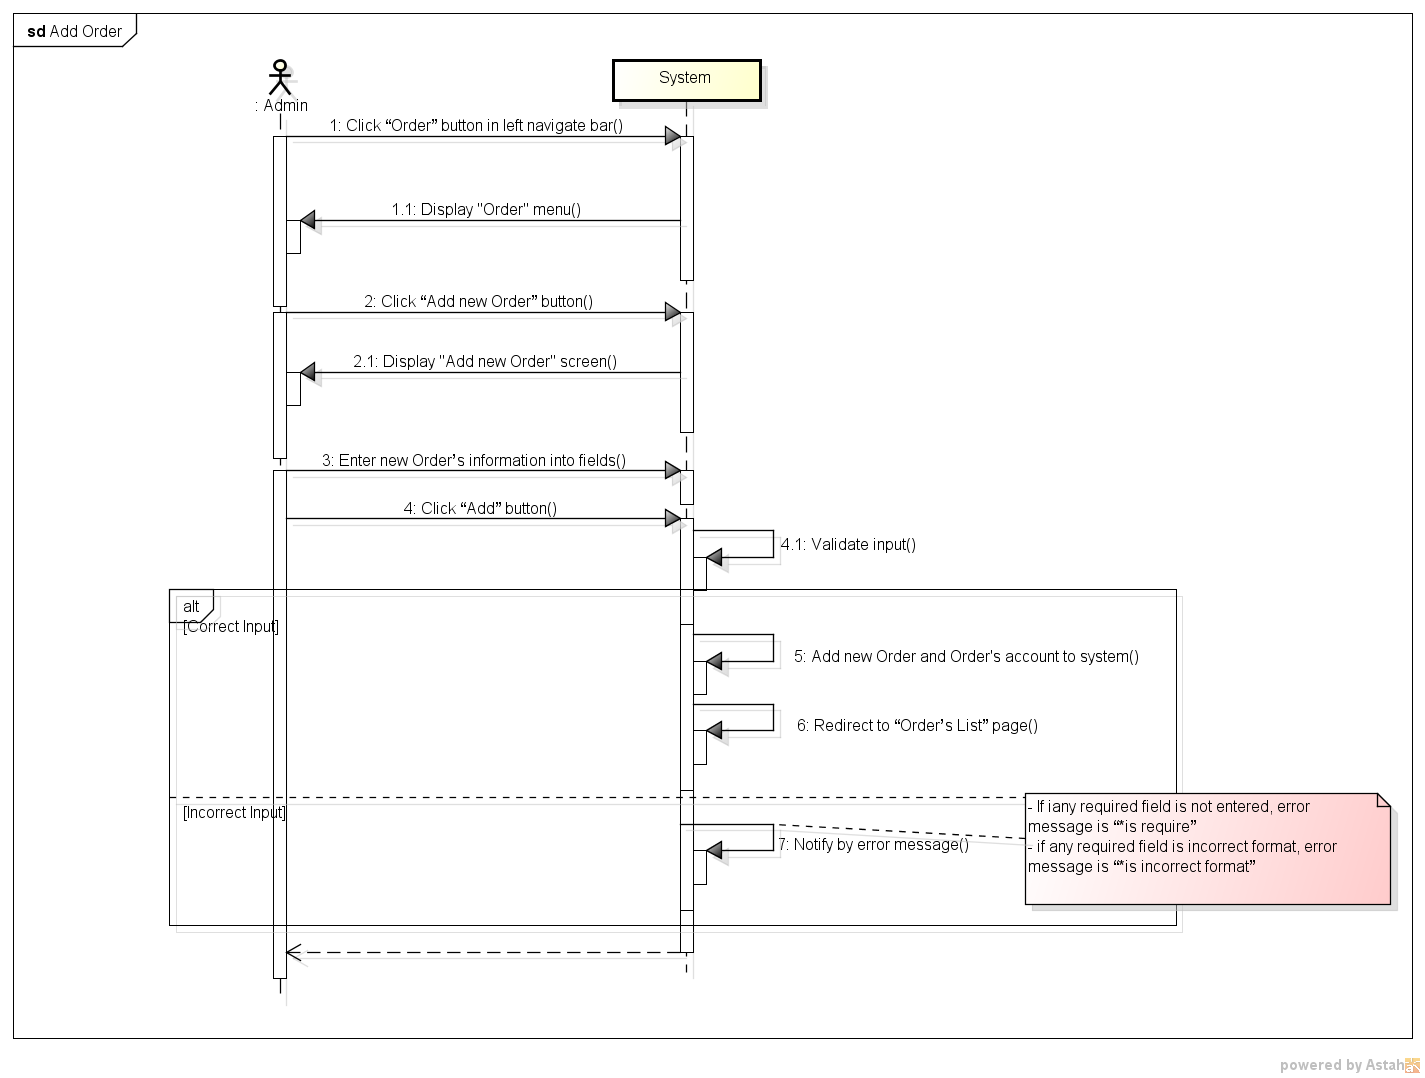 sd Add Order
: Admin
System
1: Click “Order” button in left navigate bar()
1.1: Display "Order" menu()
2: Click “Add new Order” button()
2.1: Display "Add new Order" screen()
3: Enter new Order’s information into fields()
4: Click “Add” button()
4.1: Validate input()
alt
[Correct Input]
5: Add new Order and Order's account to system()
6: Redirect to “Order’s List” page()
[Incorrect Input]
- If iany required field is not entered, error
message is “*is require”
- if any required field is incorrect format, error
message is “*is incorrect format”
7: Notify by error message()
powered by Astah